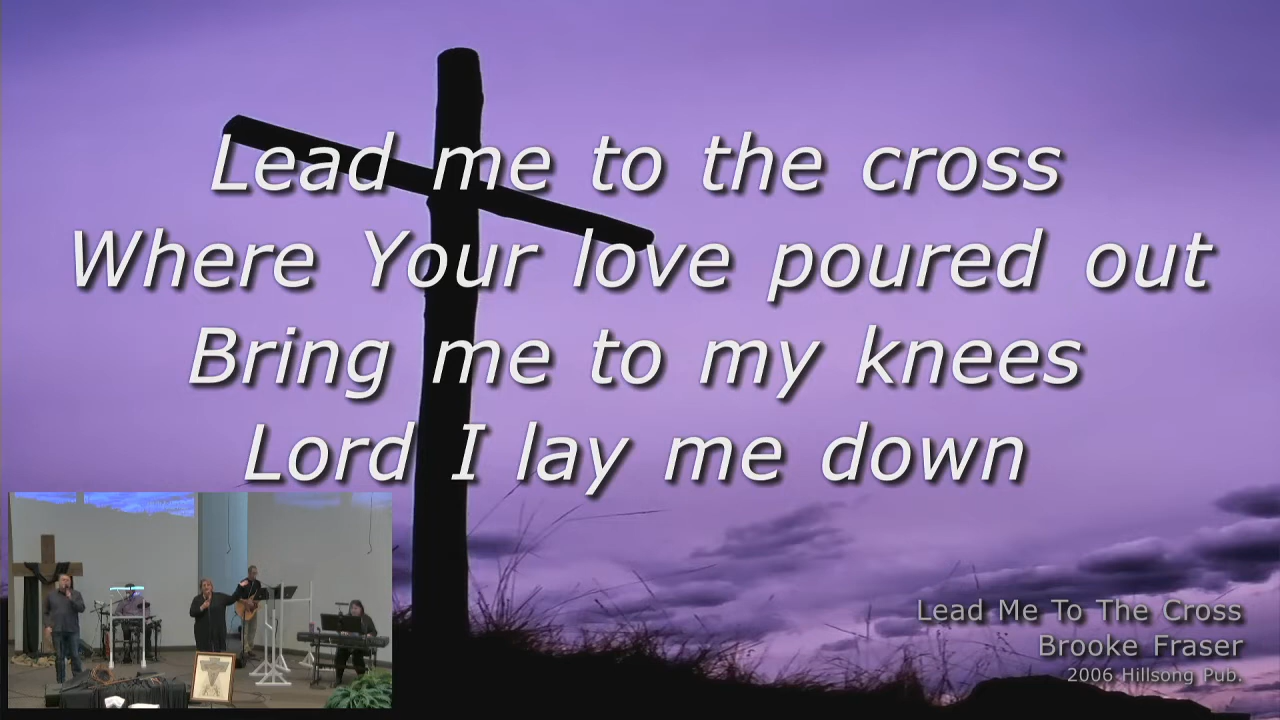 Lead me to the cross
Where Your love poured out
Bring me to my knees
Lord I lay me down
Lead Me To The Cross
Brooke Fraser
2006 Hillsong Pub.